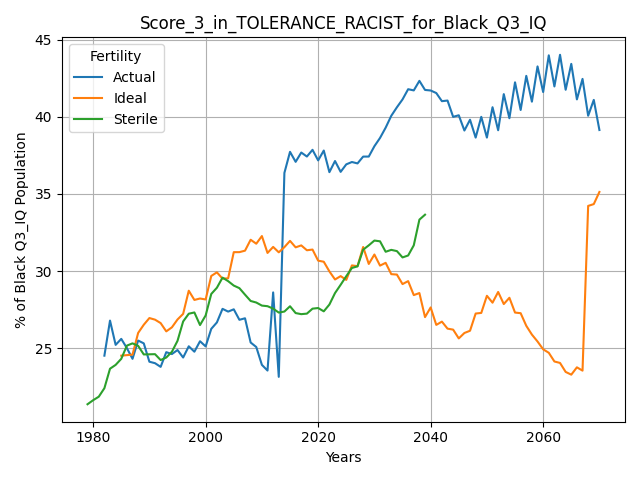 Score_3_in_TOLERANCE_RACIST_for_Black_Q3_IQ
Fertility
Actual
Ideal
Sterile
% of Black Q3_IQ Population
45
40
35
30
25
1980
2000
2020
2040
2060
Years